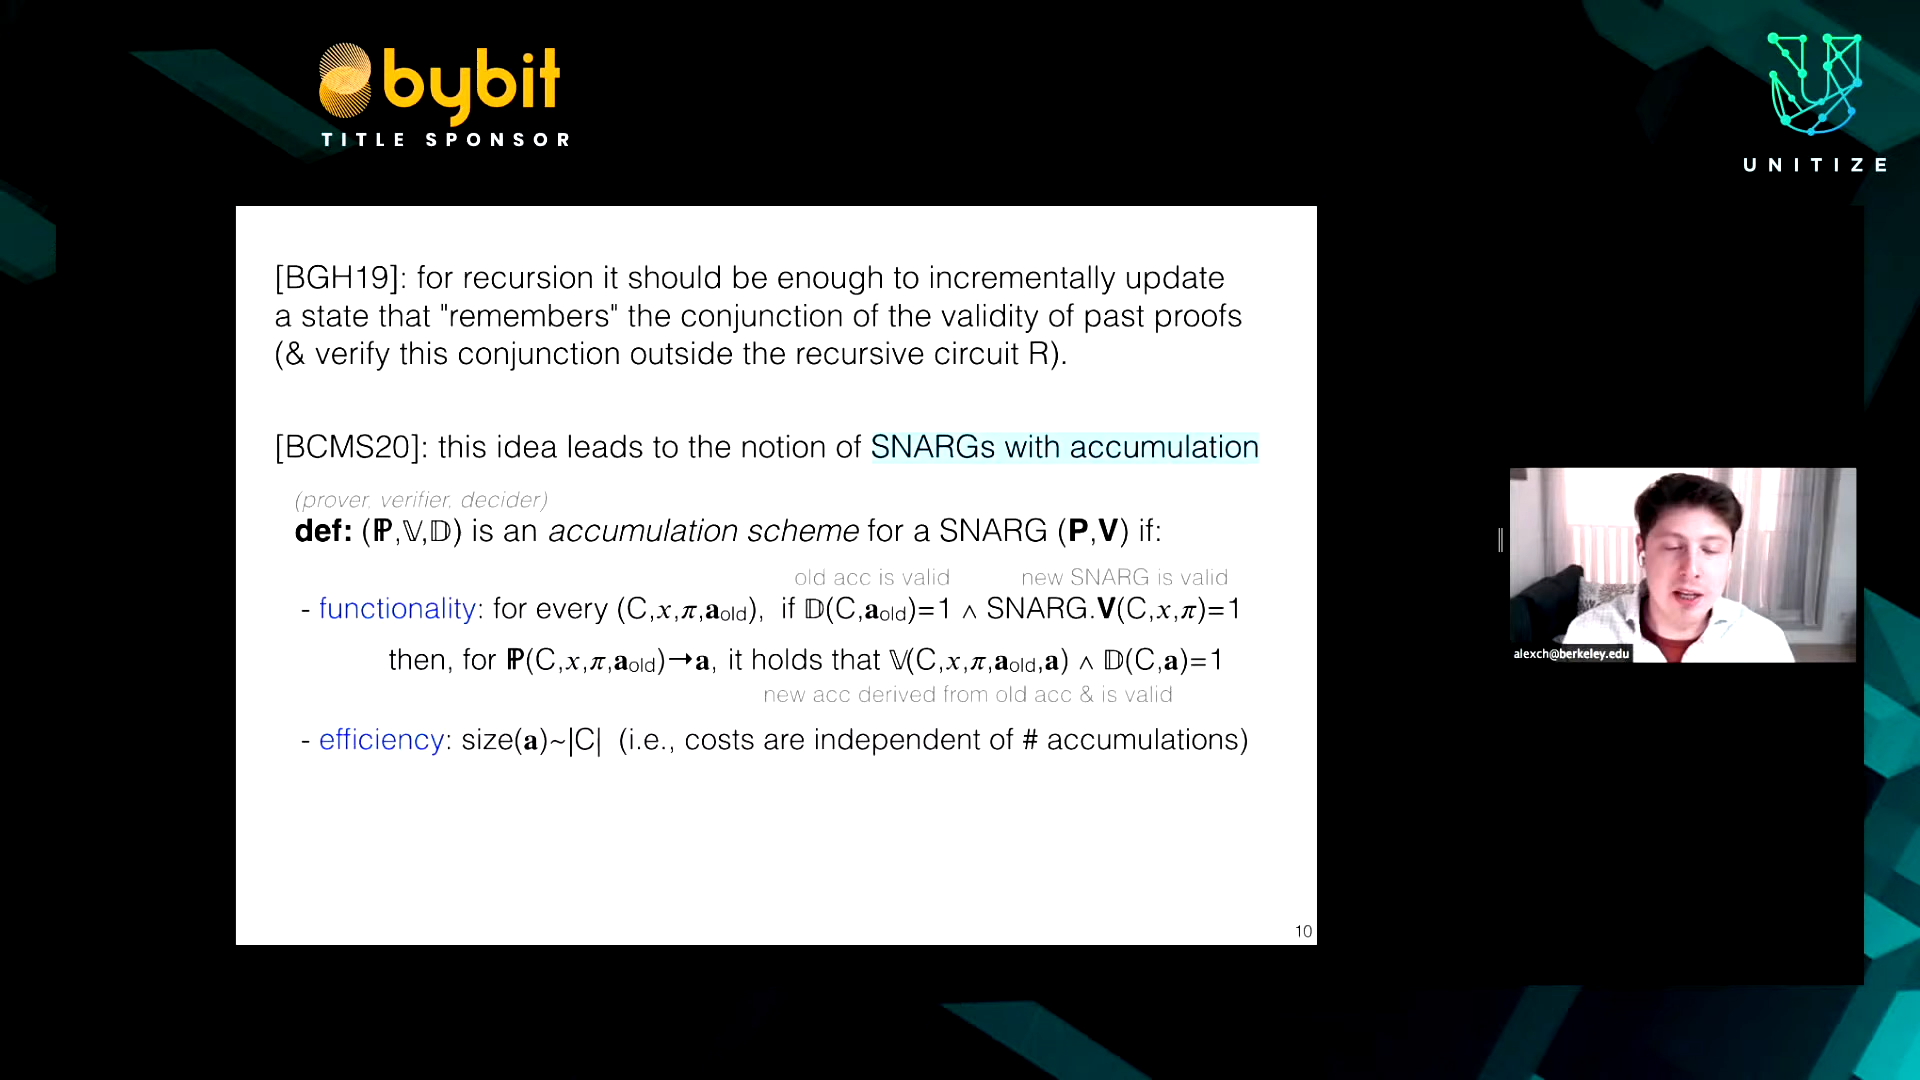 bybit
TITLE SPONSOR
UNITIZE
[BGH19]: for recursion it should be enough to incrementally update
a state that "remembers" the conjunction of the validity of past proofs
(& verify this conjunction outside the recursive circuit R).
[BCMS20]: this idea leads to the notion of SNARGs with accumulation
(prover, verifier, decider)
def: (ℙ,𝕍,𝔻) is an accumulation scheme for a SNARG (P,V) if:
old acc is valid new SNARG is valid
- functionality: for every (C,x,π,a_old), if 𝔻(C,a_old)=1 ∧ SNARG.V(C,x,π)=1
then, for ℙ(C,x,π,a_old)→a, it holds that 𝕍(C,x,π,a_old,a) ∧ 𝔻(C,a)=1
new acc derived from old acc & is valid
- efficiency: size(a)~|C| (i.e., costs are independent of # accumulations)
10
alexch@berkeley.edu